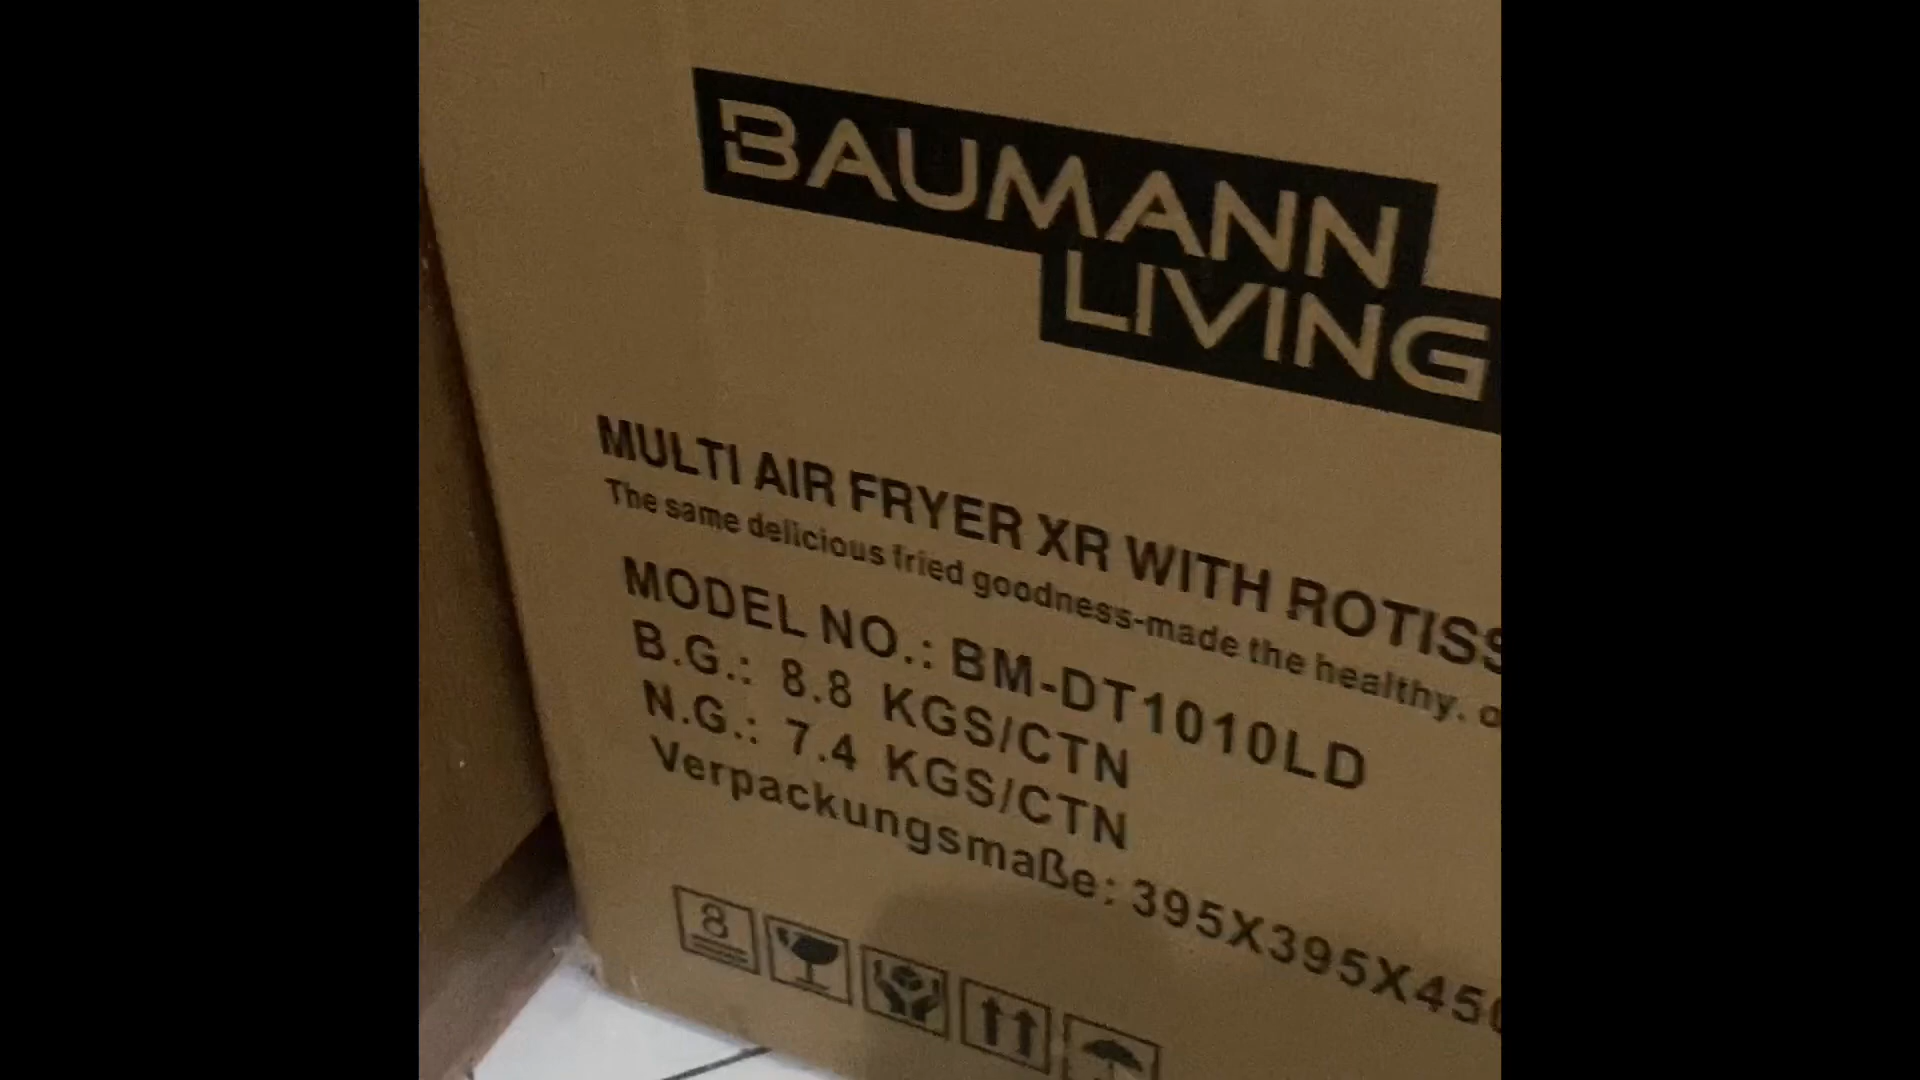 BAUMANN
LIVING
MULTI AIR FRYER XR WITH ROTISS
The same delicious fried goodness-made the healthy. o
MODEL NO.: BM-DT1010LD
B.G.: 8.8 KGS/CTN
N.G.: 7.4 KGS/CTN
Verpackungsmaße: 395X395X450
8